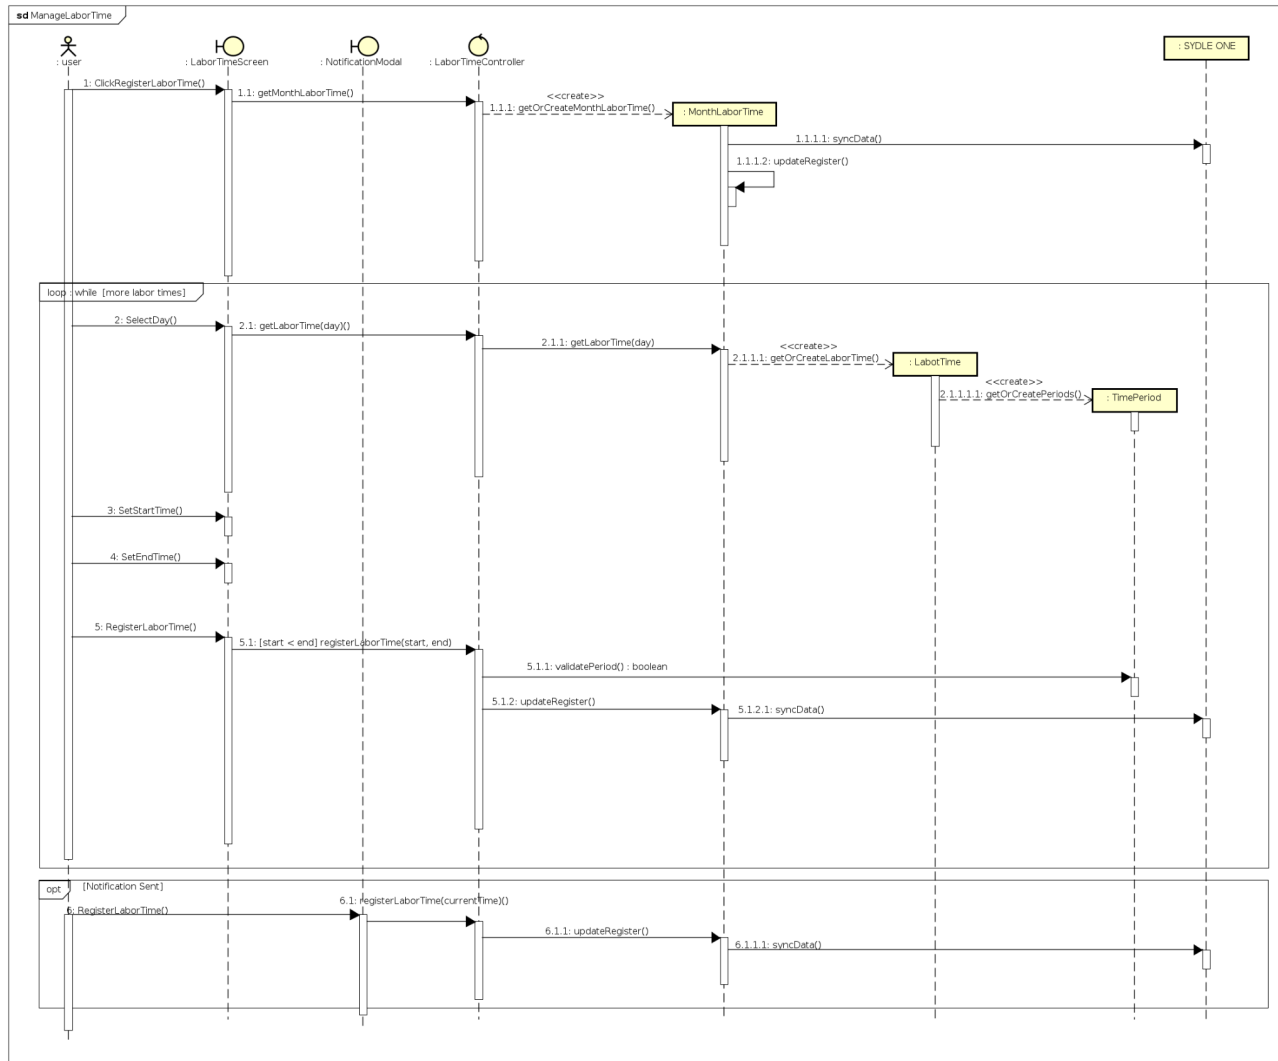 sd ManageLaborTime
: user
: LaborTimeScreen
: NotificationModal
: LaborTimeController
: SYDLE ONE
1: ClickRegisterLaborTime()
1.1: getMonthLaborTime()
<<create>>
1.1.1: getOrCreateMonthLaborTime()
: MonthLaborTime
1.1.1.1: syncData()
1.1.1.2: updateRegister()
loop : while [more labor times]
2: SelectDay()
2.1: getLaborTime(day)()
2.1.1: getLaborTime(day)
<<create>>
2.1.1.1: getOrCreateLaborTime()
: LabotTime
<<create>>
2.1.1.1.1: getOrCreatePeriods()
: TimePeriod
3: SetStartTime()
4: SetEndTime()
5: RegisterLaborTime()
5.1: [start < end] registerLaborTime(start, end)
5.1.1: validatePeriod() : boolean
5.1.2: updateRegister()
5.1.2.1: syncData()
opt
[Notification Sent]
6: RegisterLaborTime()
6.1: registerLaborTime(currentTime)()
6.1.1: updateRegister()
6.1.1.1: syncData()